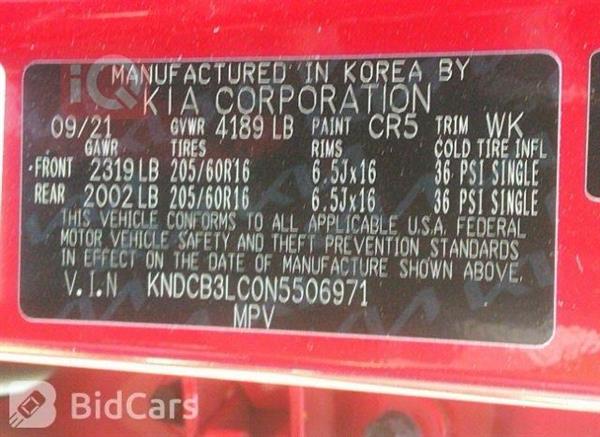 MANUFACTURED IN KOREA BY
KIA CORPORATION
09/21 GVWR 4189 LB PAINT CR5 TRIM WK
GAWR TIRES RIMS COLD TIRE INFL
FRONT 2319 LB 205/60R16 6.5Jx16 36 PSI SINGLE
REAR 2002 LB 205/60R16 6.5Jx16 36 PSI SINGLE
THIS VEHICLE CONFORMS TO ALL APPLICABLE U.S.A. FEDERAL
MOTOR VEHICLE SAFETY AND THEFT PREVENTION STANDARDS
IN EFFECT ON THE DATE OF MANUFACTURE SHOWN ABOVE.
V.I.N KNDCB3LC0N5506971
MPV
iQ
BidCars